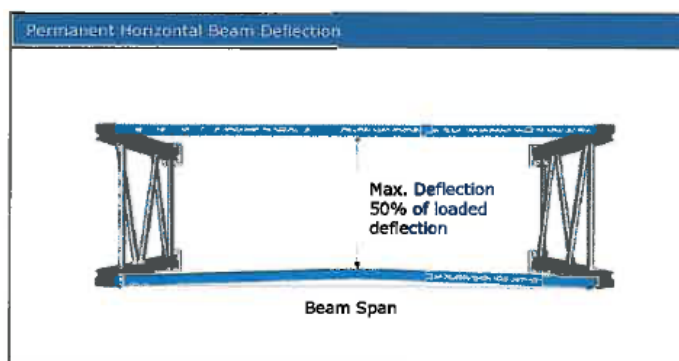 Permanent Horizontal Beam Deflection
Max. Deflection
50% of loaded
deflection
Beam Span